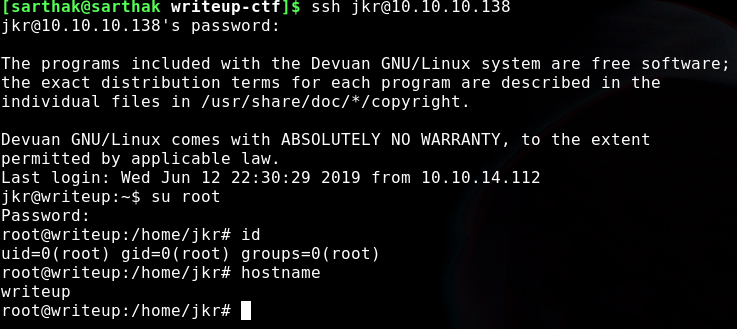 [sarthak@sarthak writeup-ctf]$ ssh jkr@10.10.10.138
jkr@10.10.10.138's password:
The programs included with the Devuan GNU/Linux system are free software;
the exact distribution terms for each program are described in the
individual files in /usr/share/doc/*/copyright.
Devuan GNU/Linux comes with ABSOLUTELY NO WARRANTY, to the extent
permitted by applicable law.
Last login: Wed Jun 12 22:30:29 2019 from 10.10.14.112
jkr@writeup:~$ su root
Password:
root@writeup:/home/jkr# id
uid=0(root) gid=0(root) groups=0(root)
root@writeup:/home/jkr# hostname
writeup
root@writeup:/home/jkr#